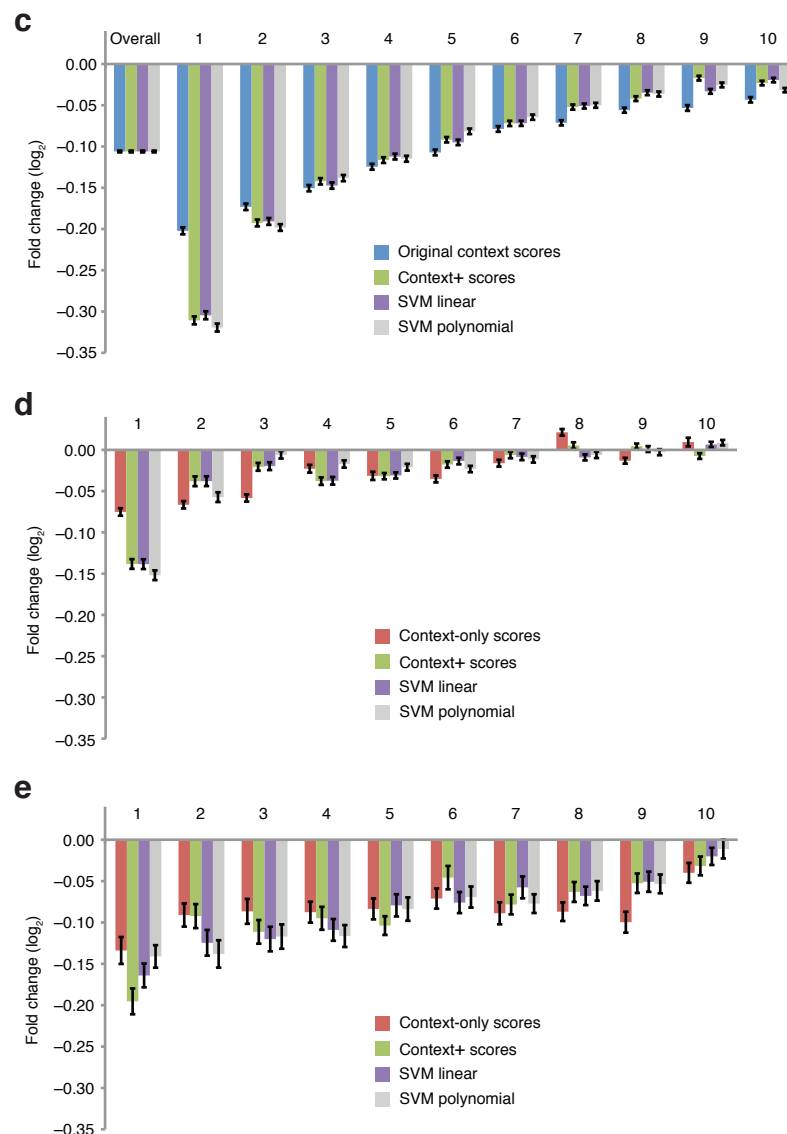 c
Overall 1 2 3 4 5 6 7 8 9 10
0.00
–0.05
–0.10
–0.15
–0.20
–0.25
–0.30
–0.35
Fold change (log2)
Original context scores
Context+ scores
SVM linear
SVM polynomial
d
1 2 3 4 5 6 7 8 9 10
0.00
–0.05
–0.10
–0.15
–0.20
–0.25
–0.30
–0.35
Fold change (log2)
Context-only scores
Context+ scores
SVM linear
SVM polynomial
e
1 2 3 4 5 6 7 8 9 10
0.00
–0.05
–0.10
–0.15
–0.20
–0.25
–0.30
–0.35
Fold change (log2)
Context-only scores
Context+ scores
SVM linear
SVM polynomial